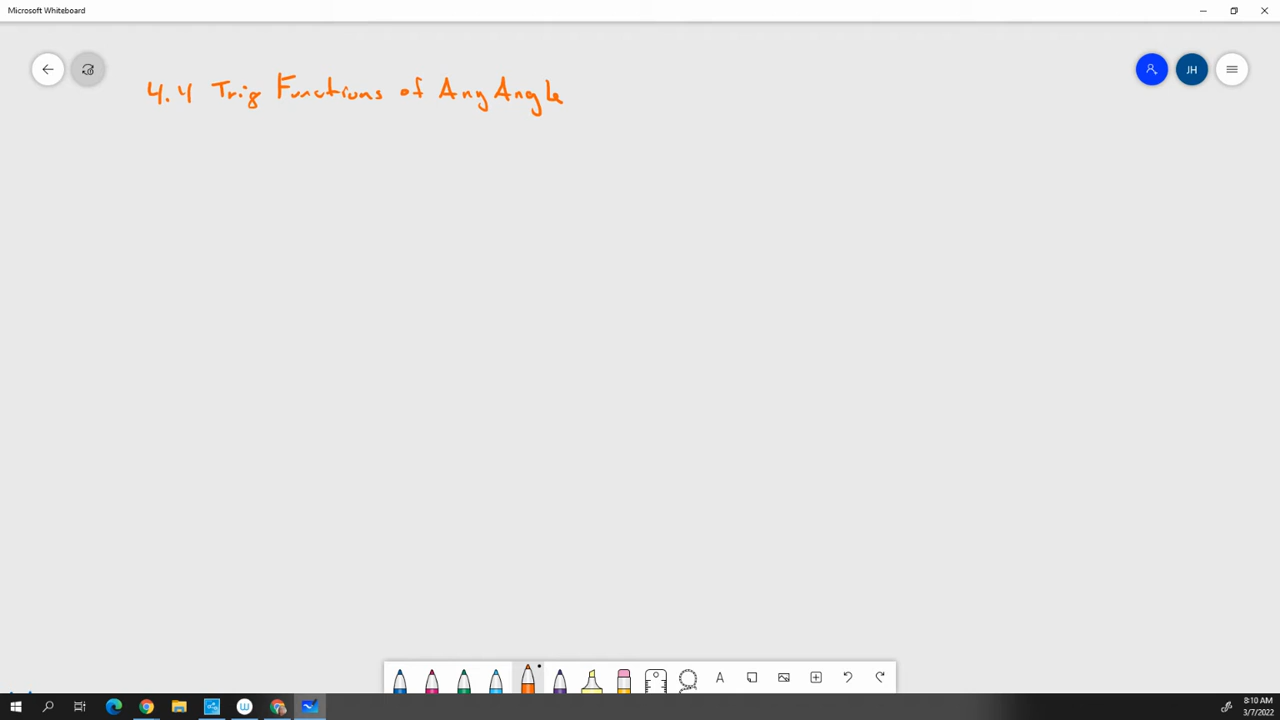 Microsoft Whiteboard
4.4 Trig Functions of Any Angle
JH
A
8:10 AM
3/7/2022